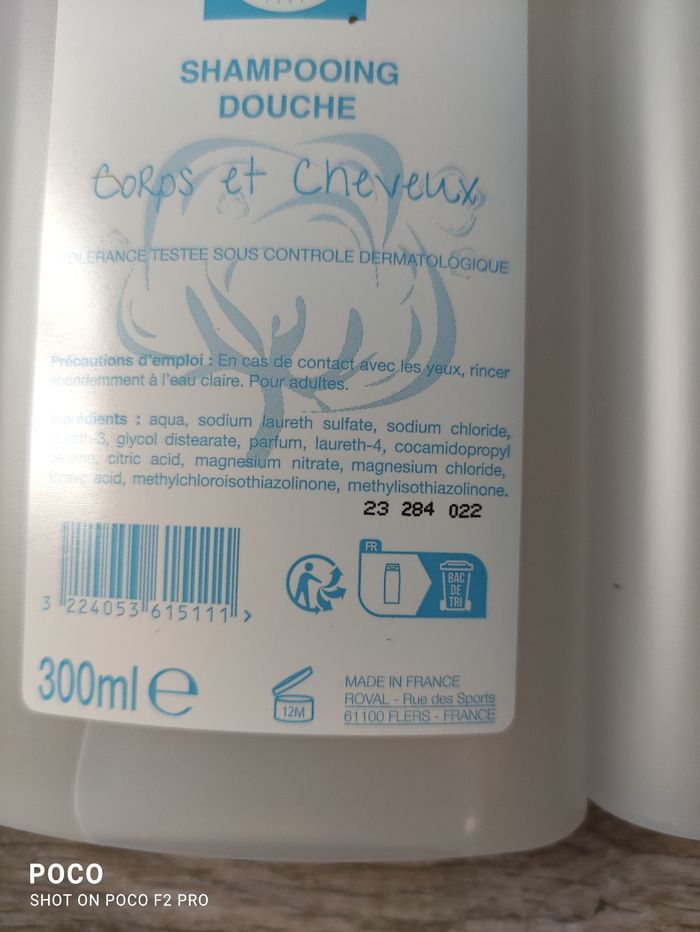 SHAMPOOING
DOUCHE
Corps et Cheveux
TOLERANCE TESTEE SOUS CONTROLE DERMATOLOGIQUE
Précautions d'emploi : En cas de contact avec les yeux, rincer
abondemment à l'eau claire. Pour adultes.
Ingrédients : aqua, sodium laureth sulfate, sodium chloride,
laureth-3, glycol distearate, parfum, laureth-4, cocamidopropyl
betaine, citric acid, magnesium nitrate, magnesium chloride,
formic acid, methylchloroisothiazolinone, methylisothiazolinone.
23 284 022
FR
BAC
DE
TRI
3 224053 615111 >
300ml e
12M
MADE IN FRANCE
ROVAL - Rue des Sports
61100 FLERS - FRANCE
POCO
SHOT ON POCO F2 PRO